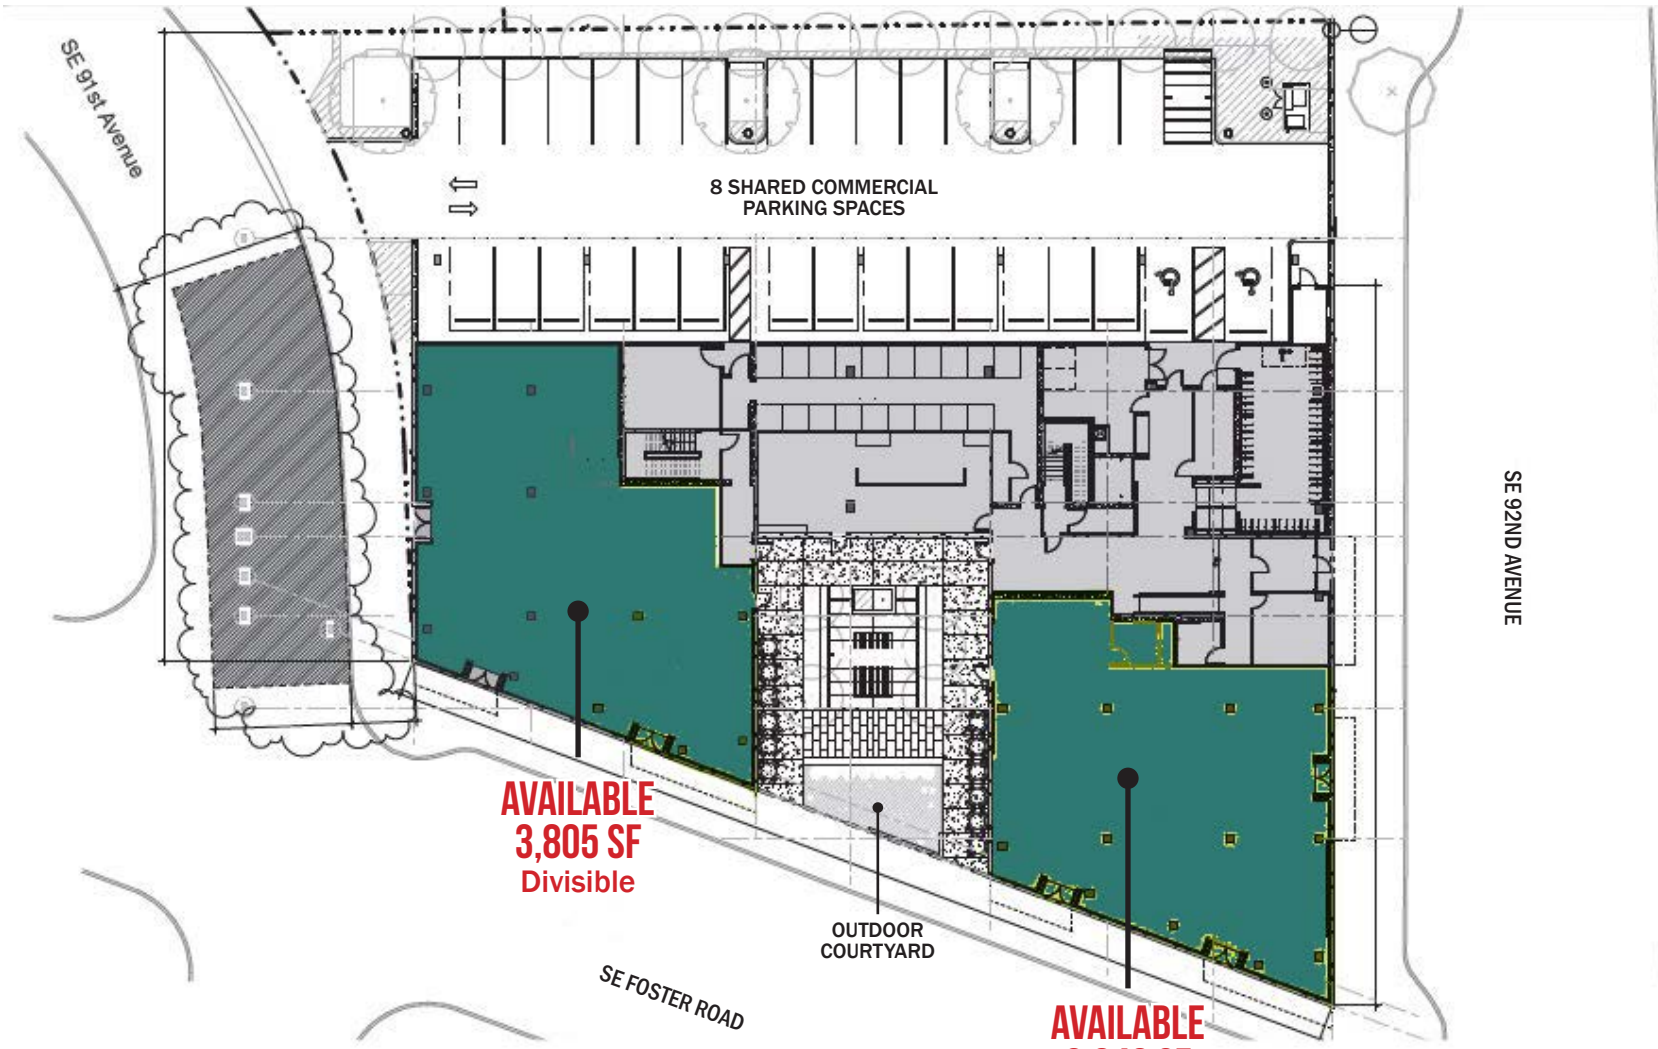 SE 91st Avenue
8 SHARED COMMERCIAL
PARKING SPACES
SE 92ND AVENUE
AVAILABLE
3,805 SF
Divisible
OUTDOOR
COURTYARD
SE FOSTER ROAD
AVAILABLE